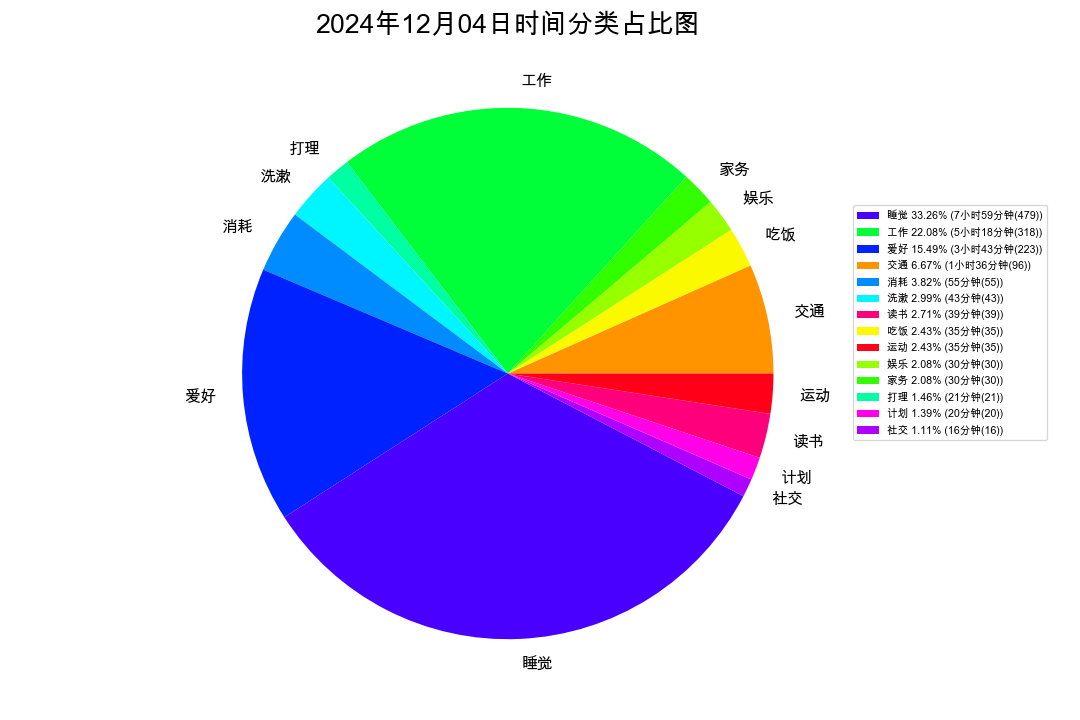 2024年12月04日时间分类占比图
工作
打理
洗漱
消耗
爱好
睡觉
家务
娱乐
吃饭
交通
运动
读书
计划
社交
睡觉 33.26% (7小时59分钟(479))
工作 22.08% (5小时18分钟(318))
爱好 15.49% (3小时43分钟(223))
交通 6.67% (1小时36分钟(96))
消耗 3.82% (55分钟(55))
洗漱 2.99% (43分钟(43))
读书 2.71% (39分钟(39))
吃饭 2.43% (35分钟(35))
运动 2.43% (35分钟(35))
娱乐 2.08% (30分钟(30))
家务 2.08% (30分钟(30))
打理 1.46% (21分钟(21))
计划 1.39% (20分钟(20))
社交 1.11% (16分钟(16))